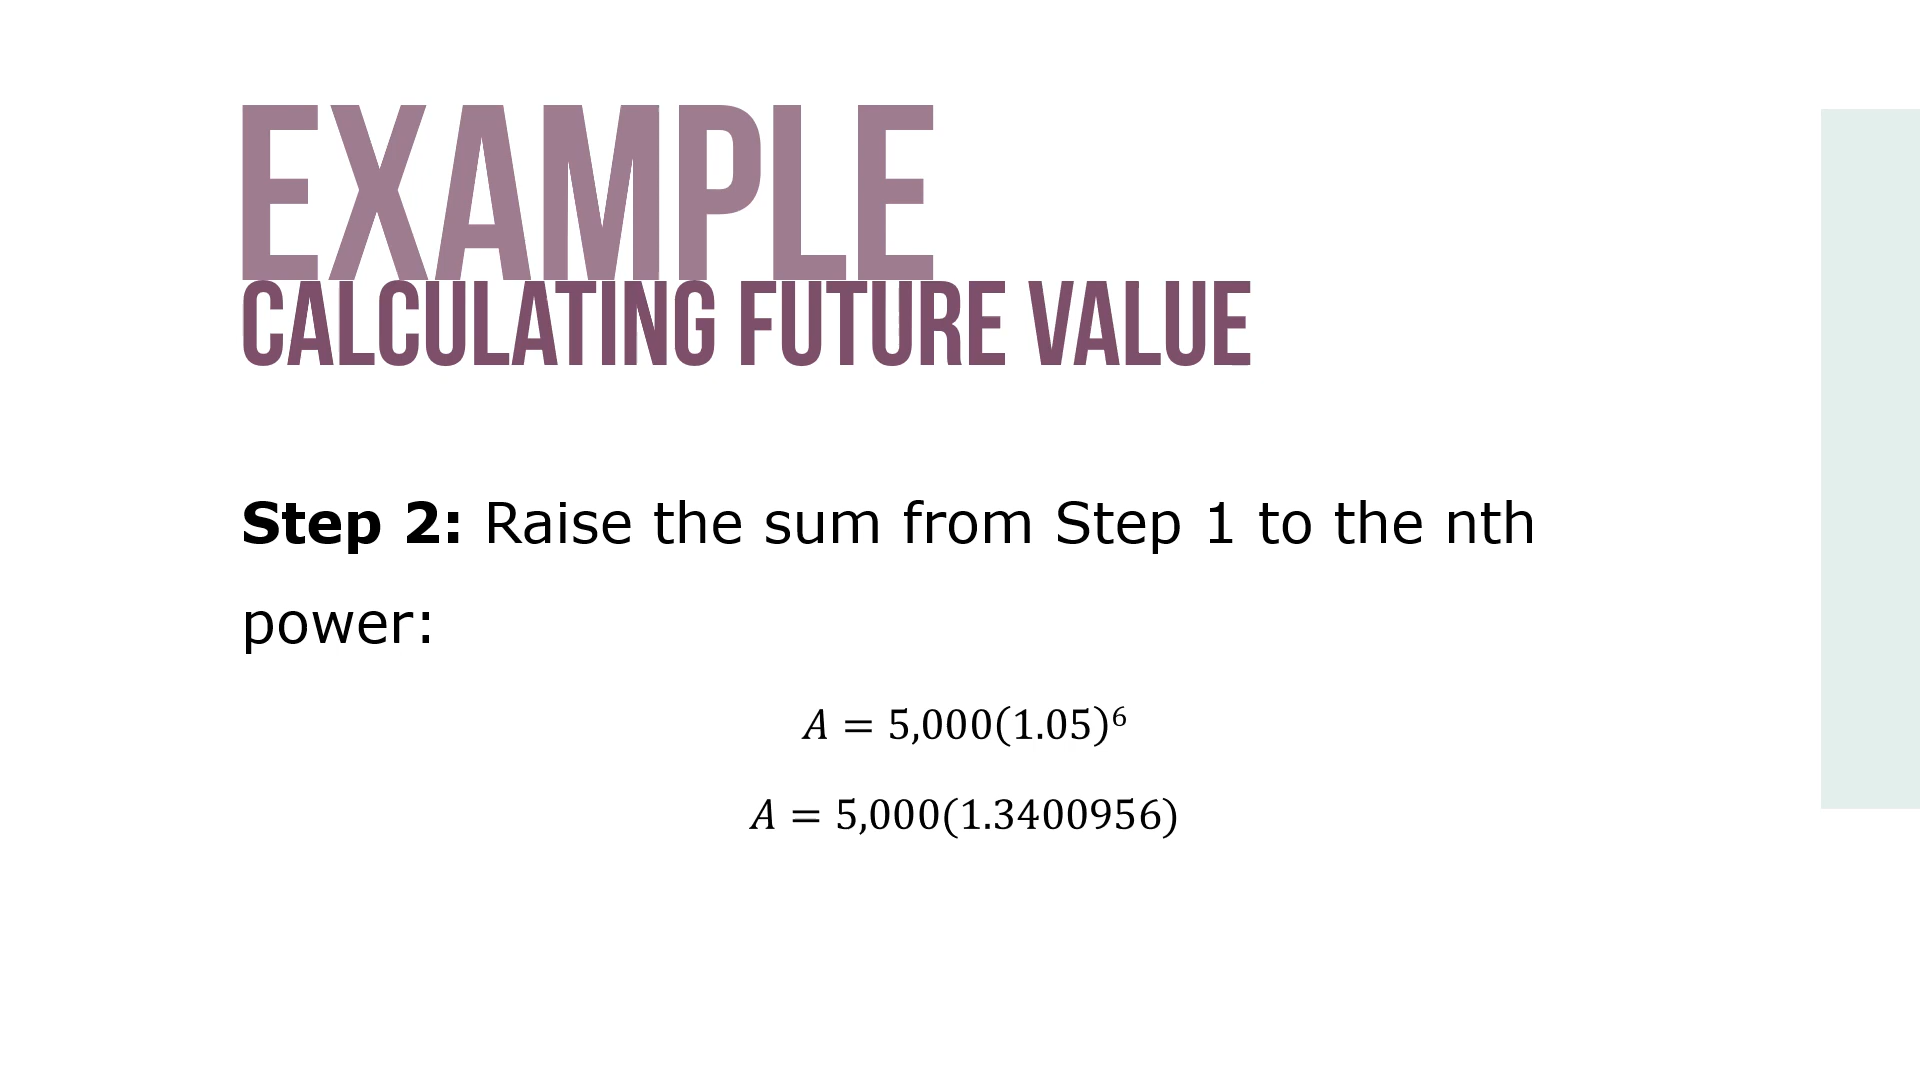 EXAMPLE
CALCULATING FUTURE VALUE
Step 2: Raise the sum from Step 1 to the nth
power:
A = 5,000(1.05)⁶
A = 5,000(1.3400956)